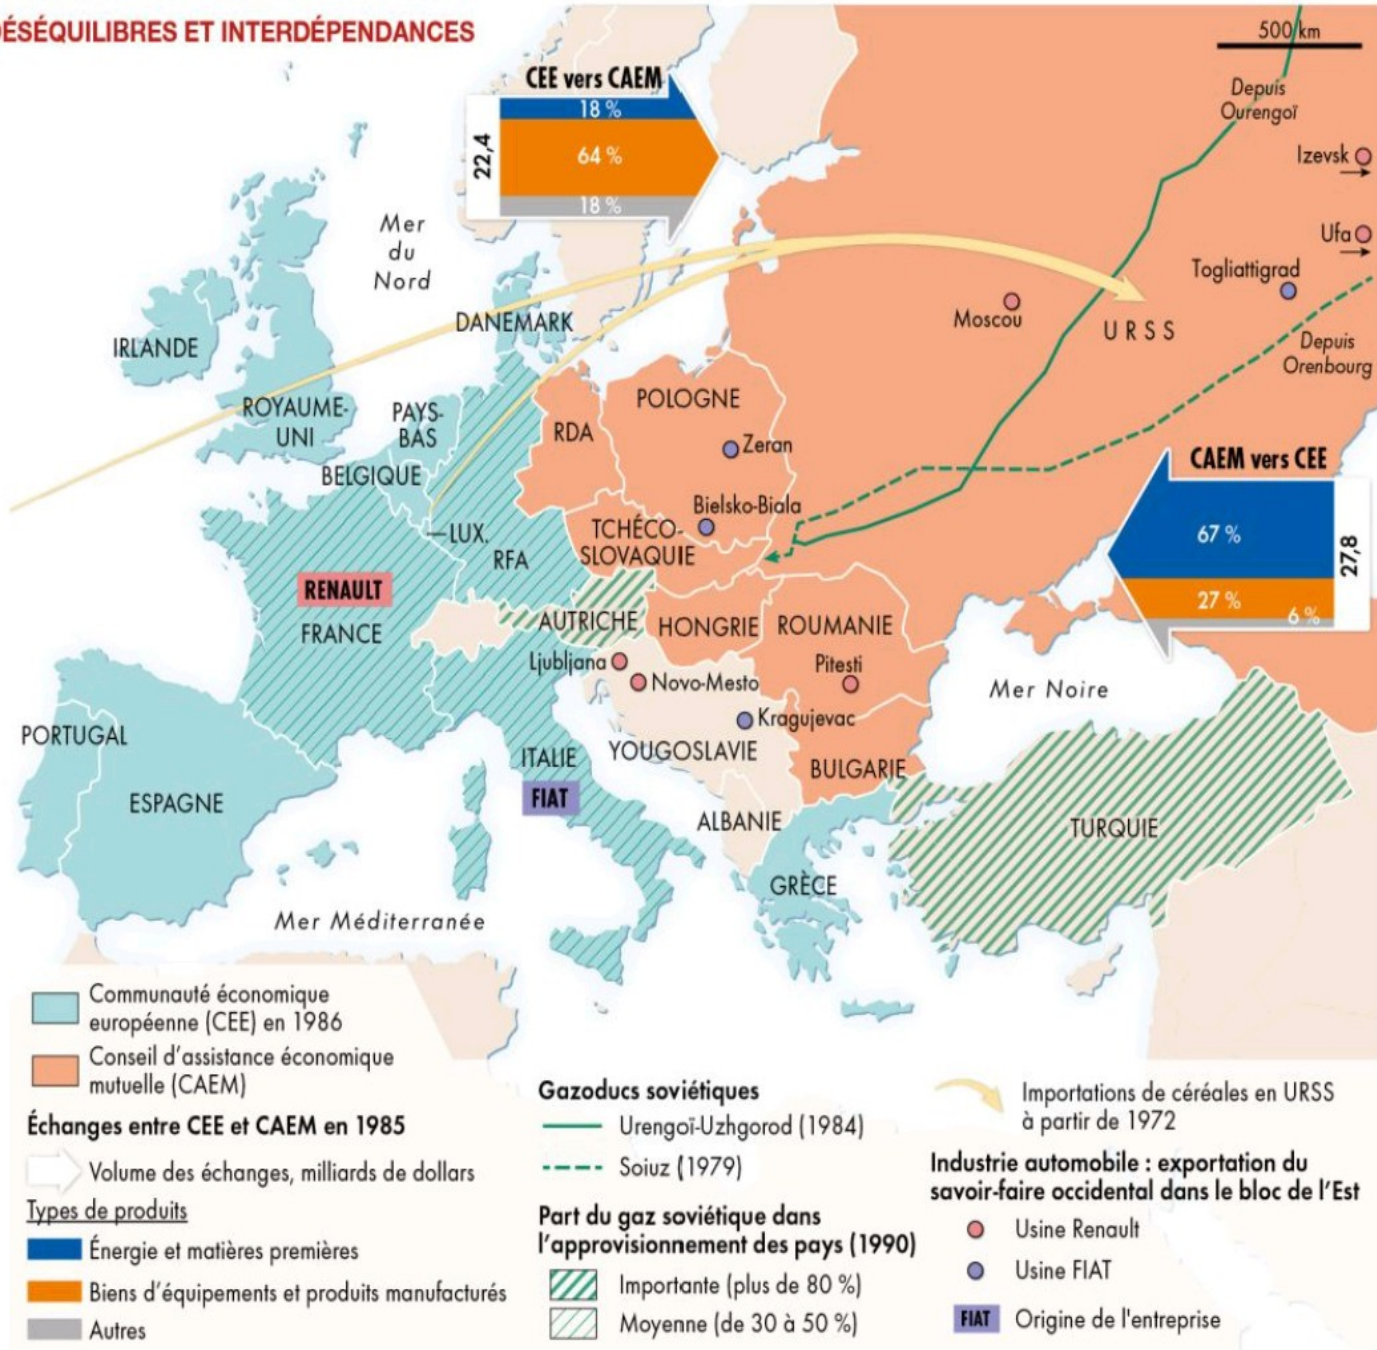 DÉSÉQUILIBRES ET INTERDÉPENDANCES
500 km
CEE vers CAEM
18 %
64 %
18 %
22,4
Depuis
Ourengoï
Izevsk
Ufa
Togliattigrad
Mer
du
Nord
Moscou
URSS
Depuis
Orenbourg
DANEMARK
IRLANDE
ROYAUME-
UNI
PAYS-
BAS
BELGIQUE
RDA
POLOGNE
Zeran
Bielsko-Biala
CAEM vers CEE
67 %
27 %
6 %
27,8
LUX.
RFA
TCHÉCO-
SLOVAQUIE
RENAULT
FRANCE
AUTRICHE
HONGRIE
ROUMANIE
Ljubljana
Novo-Mesto
Pitesti
Mer Noire
Kragujevac
PORTUGAL
ESPAGNE
ITALIE
FIAT
YOUGOSLAVIE
BULGARIE
ALBANIE
TURQUIE
GRÈCE
Mer Méditerranée
Communauté économique
européenne (CEE) en 1986
Conseil d'assistance économique
mutuelle (CAEM)
Échanges entre CEE et CAEM en 1985
Volume des échanges, milliards de dollars
Types de produits
Énergie et matières premières
Biens d'équipements et produits manufacturés
Autres
Gazoducs soviétiques
Urengoï-Uzhgorod (1984)
Soiuz (1979)
Part du gaz soviétique dans
l'approvisionnement des pays (1990)
Importante (plus de 80 %)
Moyenne (de 30 à 50 %)
Importations de céréales en URSS
à partir de 1972
Industrie automobile : exportation du
savoir-faire occidental dans le bloc de l'Est
Usine Renault
Usine FIAT
FIAT
Origine de l'entreprise